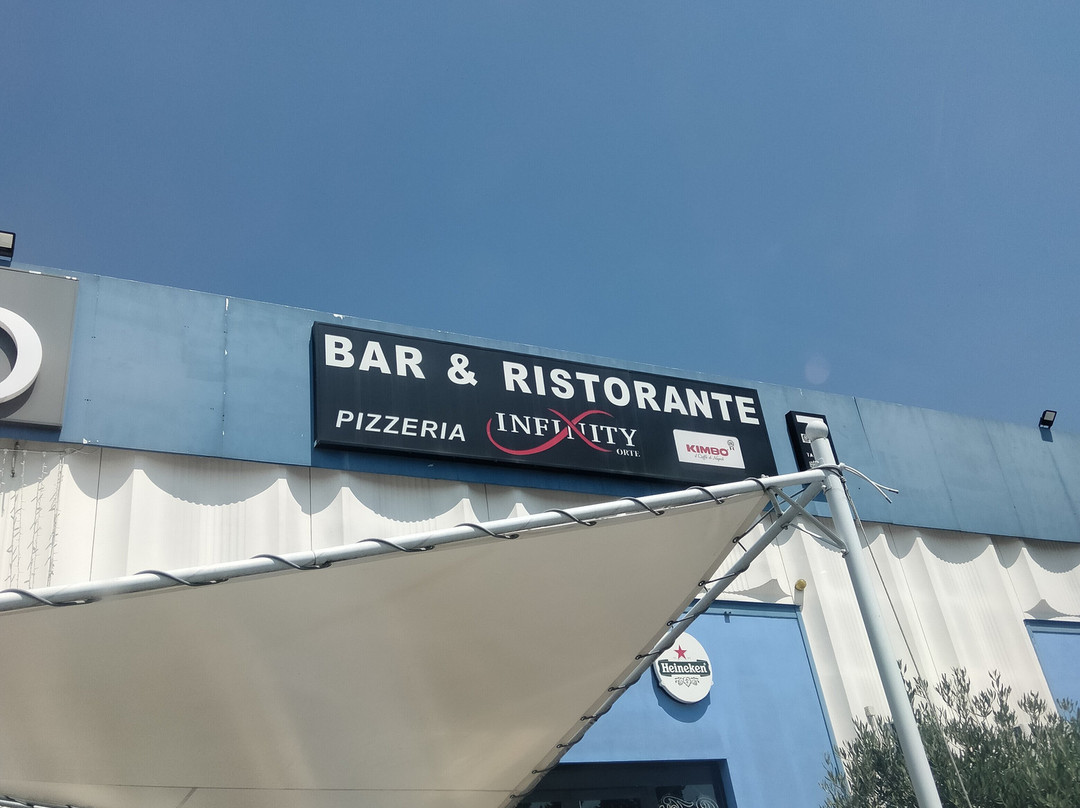 BAR & RISTORANTE
PIZZERIA
INFINITY
ORTE
KIMBO
Heineken